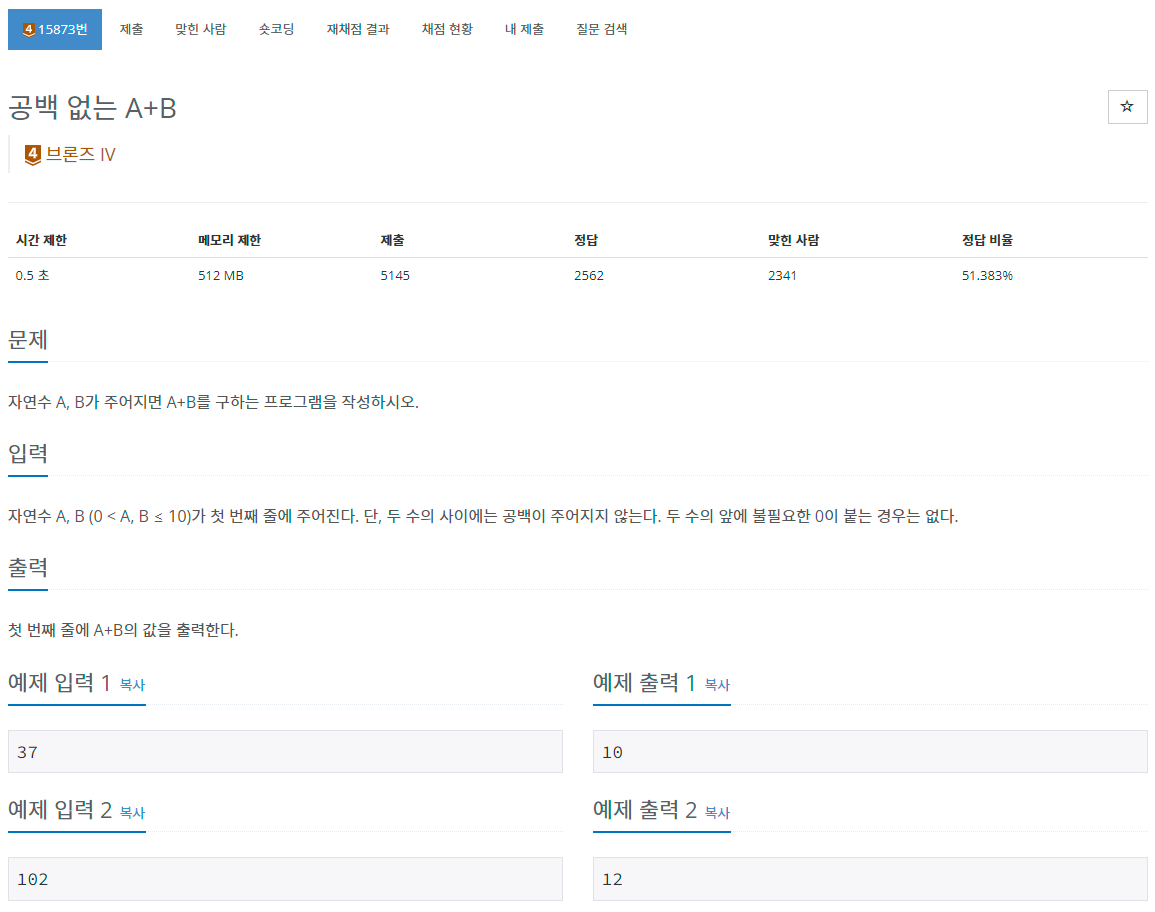 4 15873번 제출 맞힌 사람 숏코딩 재채점 결과 채점 현황 내 제출 질문 검색
공백 없는 A+B
4 브론즈 IV
시간 제한 메모리 제한 제출 정답 맞힌 사람 정답 비율
0.5 초 512 MB 5145 2562 2341 51.383%
문제
자연수 A, B가 주어지면 A+B를 구하는 프로그램을 작성하시오.
입력
자연수 A, B (0 < A, B ≤ 10)가 첫 번째 줄에 주어진다. 단, 두 수의 사이에는 공백이 주어지지 않는다. 두 수의 앞에 불필요한 0이 붙는 경우는 없다.
출력
첫 번째 줄에 A+B의 값을 출력한다.
예제 입력 1 복사
37
예제 출력 1 복사
10
예제 입력 2 복사
102
예제 출력 2 복사
12